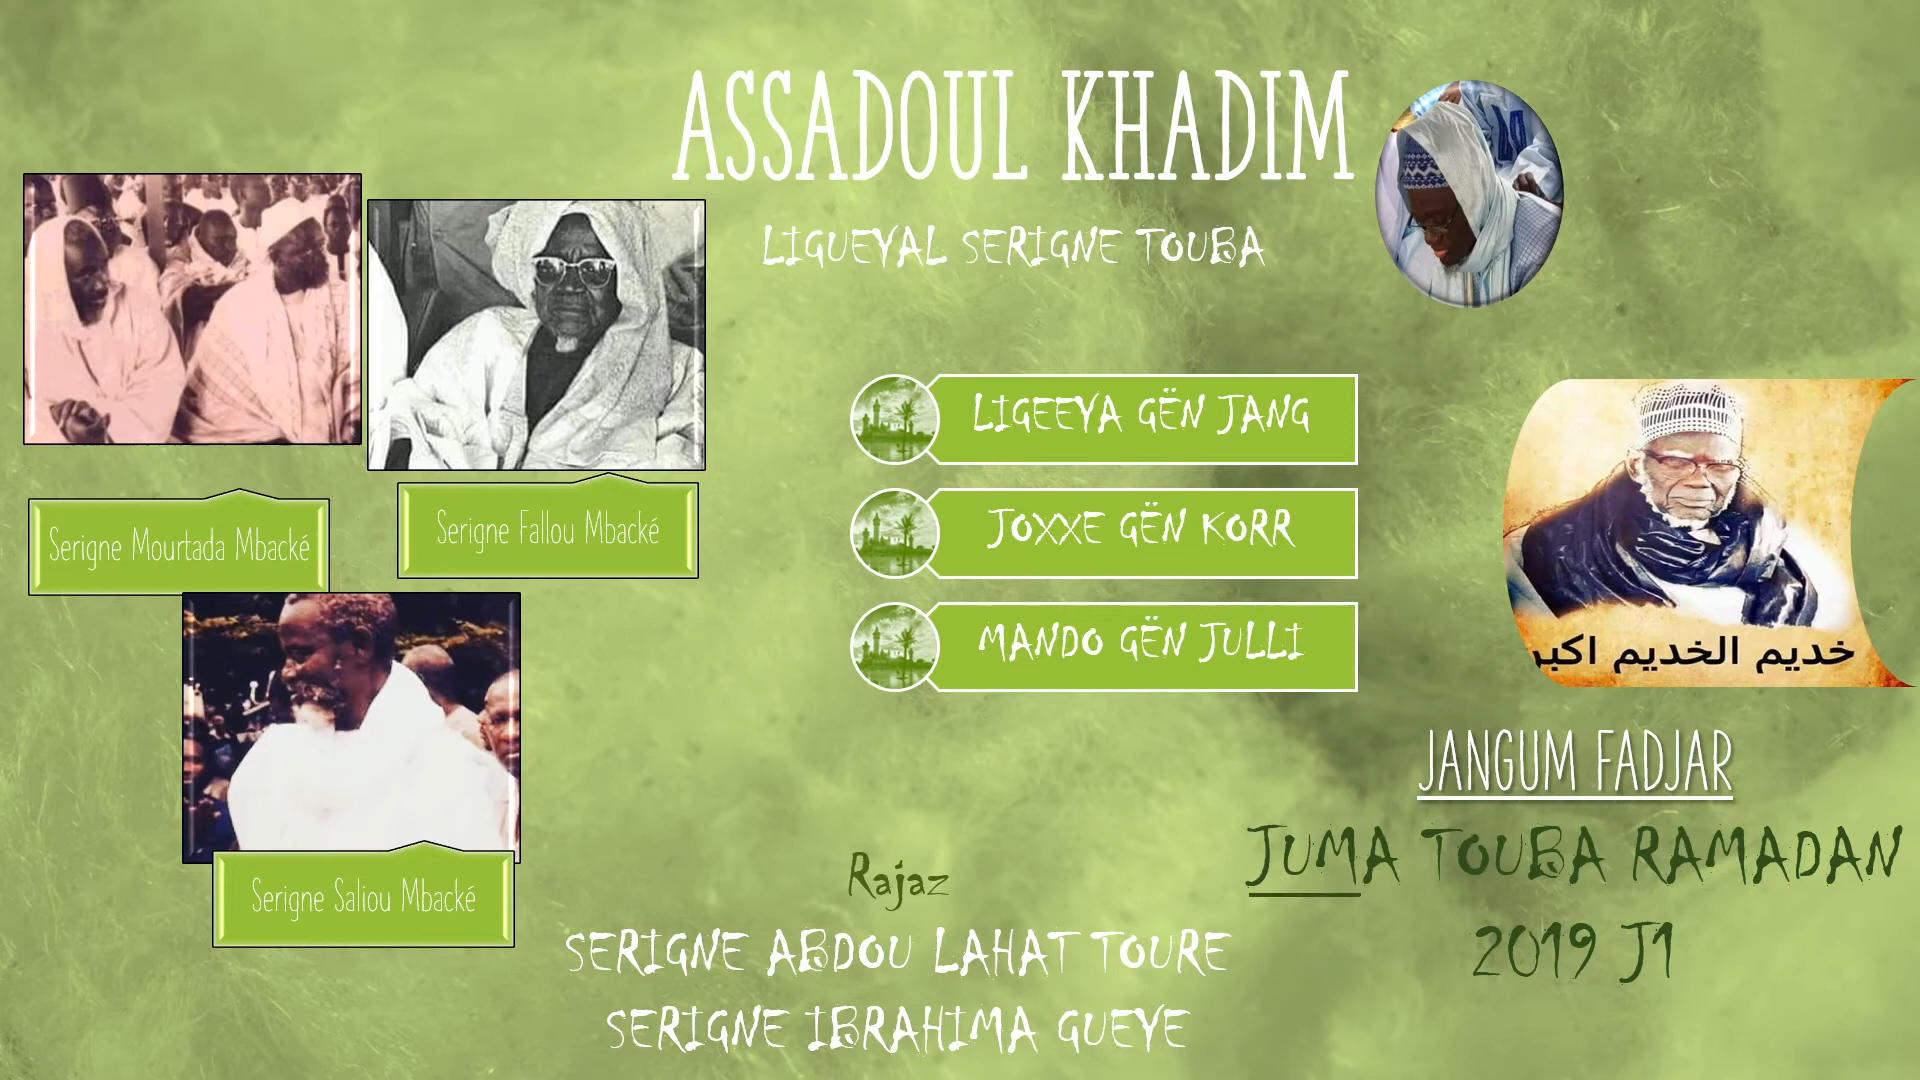 ASSADOUL KHADIM
LIGUEYAL SERIGNE TOUBA
LIGEEYA GËN JANG
JOXXE GËN KORR
MANDO GËN JULLI
Serigne Mourtada Mbacké
Serigne Fallou Mbacké
Serigne Saliou Mbacké
خديم الخديم اكبر
JANGUM FADJAR
JUMA TOUBA RAMADAN
2019 J1
Rajaz
SERIGNE ABDOU LAHAT TOURE
SERIGNE IBRAHIMA GUEYE